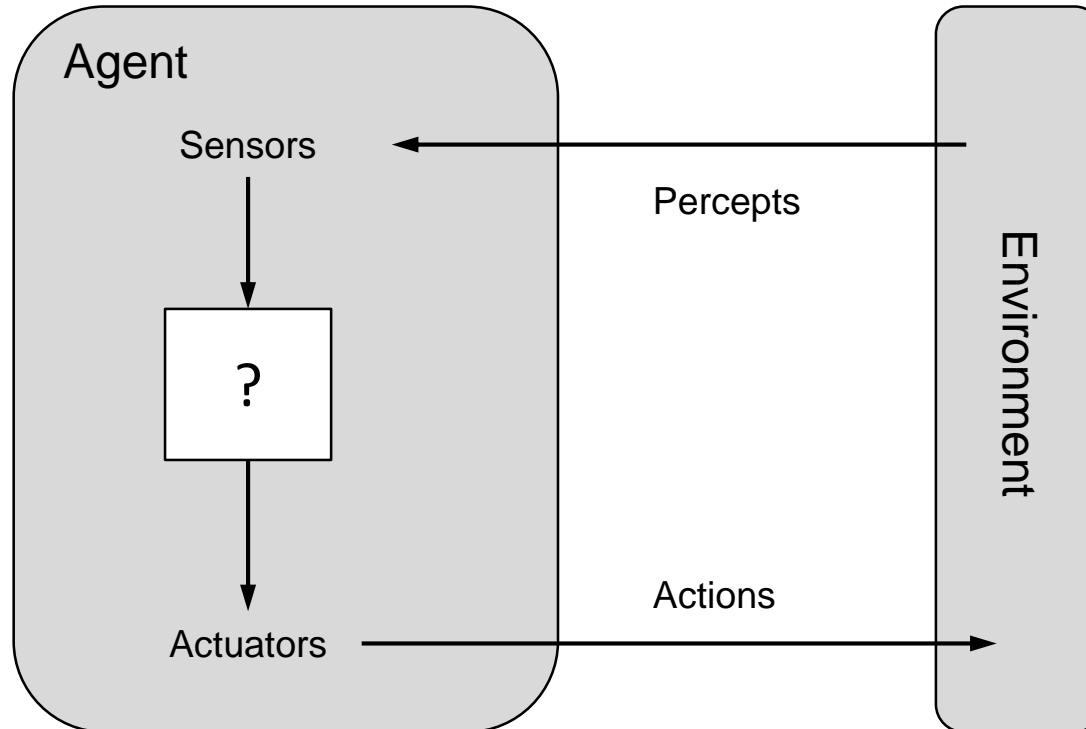 Agent
Sensors
Percepts
?
Environment
Actions
Actuators